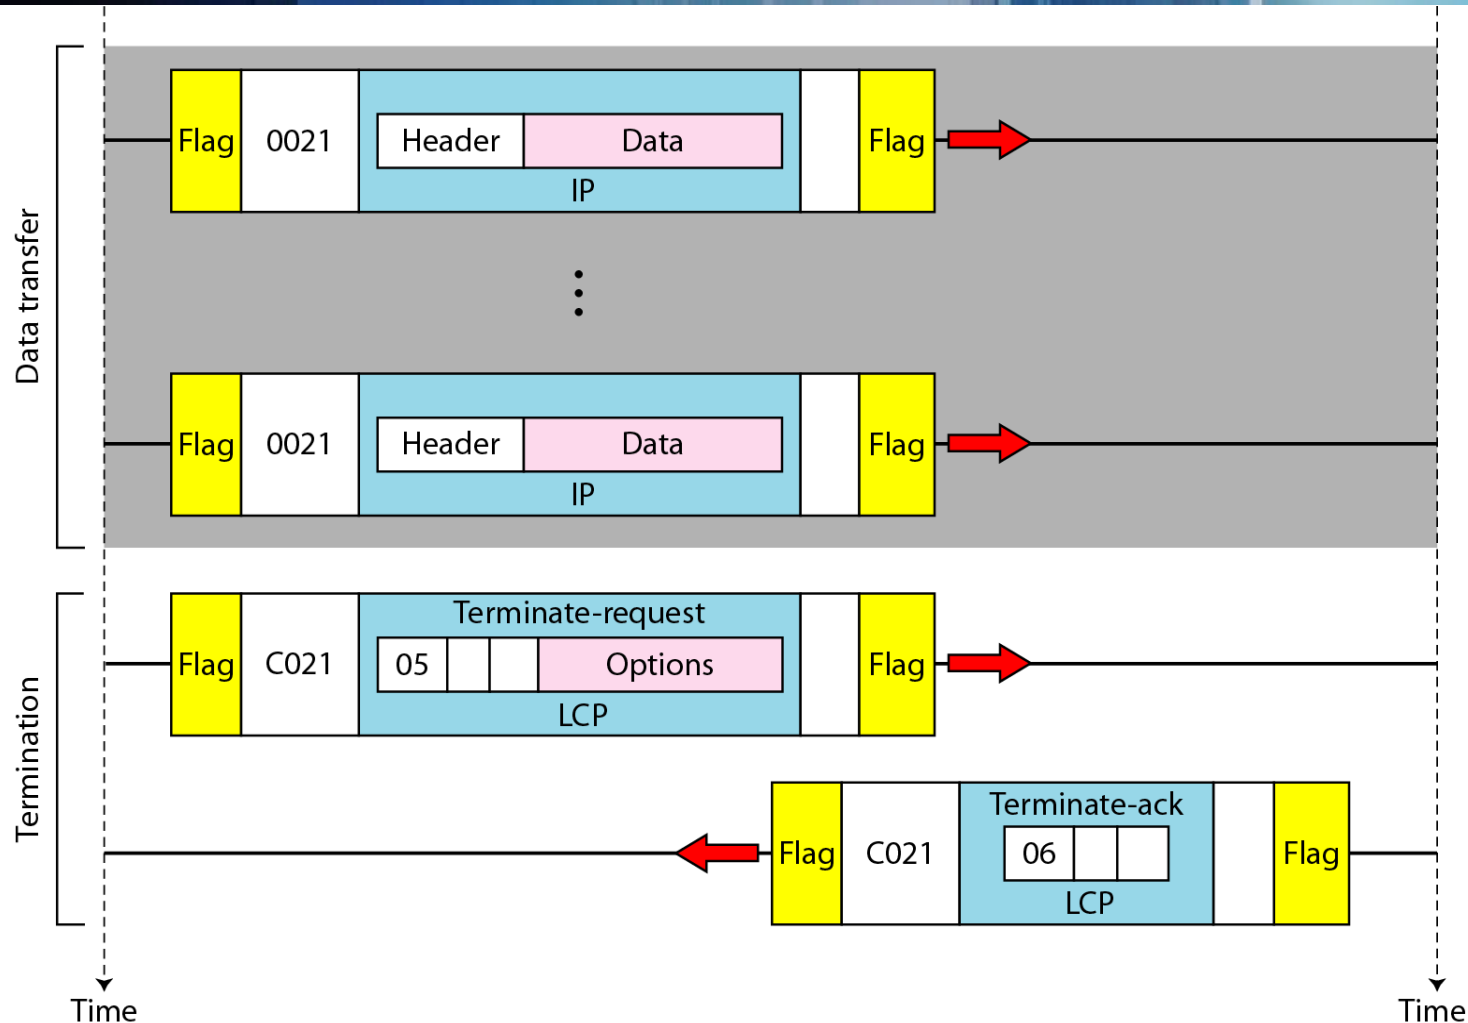 Data transfer
Flag 0021 Header Data Flag
IP
Flag 0021 Header Data Flag
IP
Termination
Terminate-request
Flag C021 05 Options Flag
LCP
Terminate-ack
Flag C021 06 Flag
LCP
Time Time